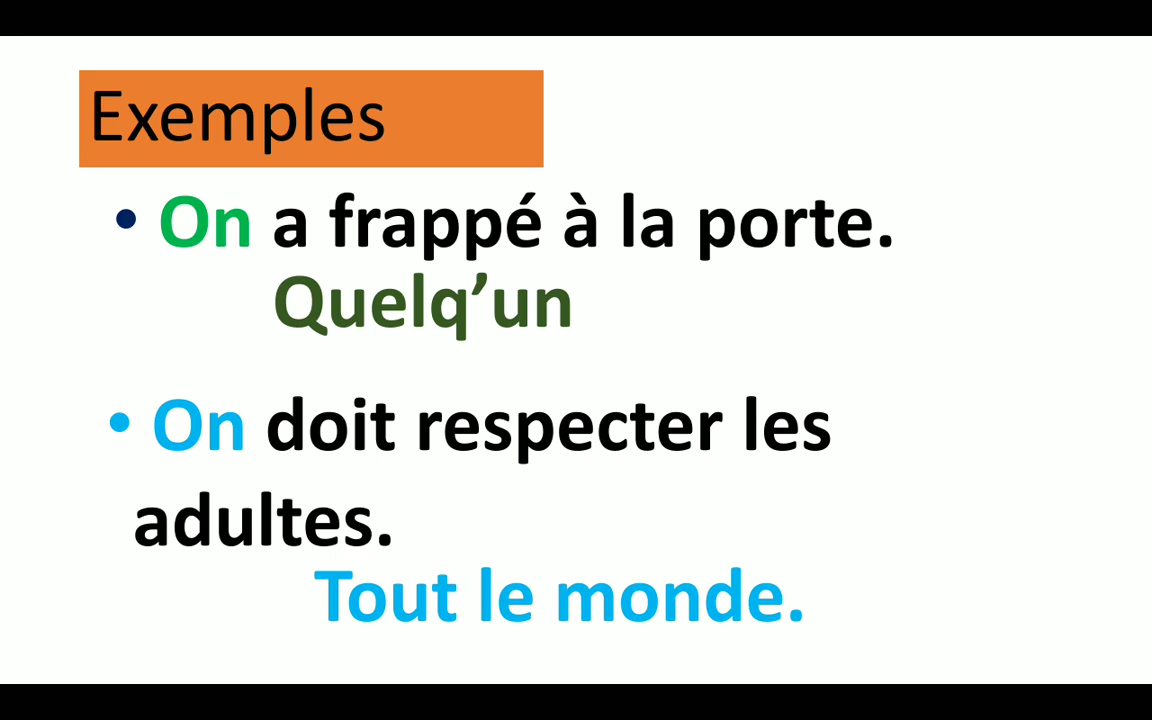 Exemples
• On a frappé à la porte.
Quelq’un
• On doit respecter les
adultes.
Tout le monde.